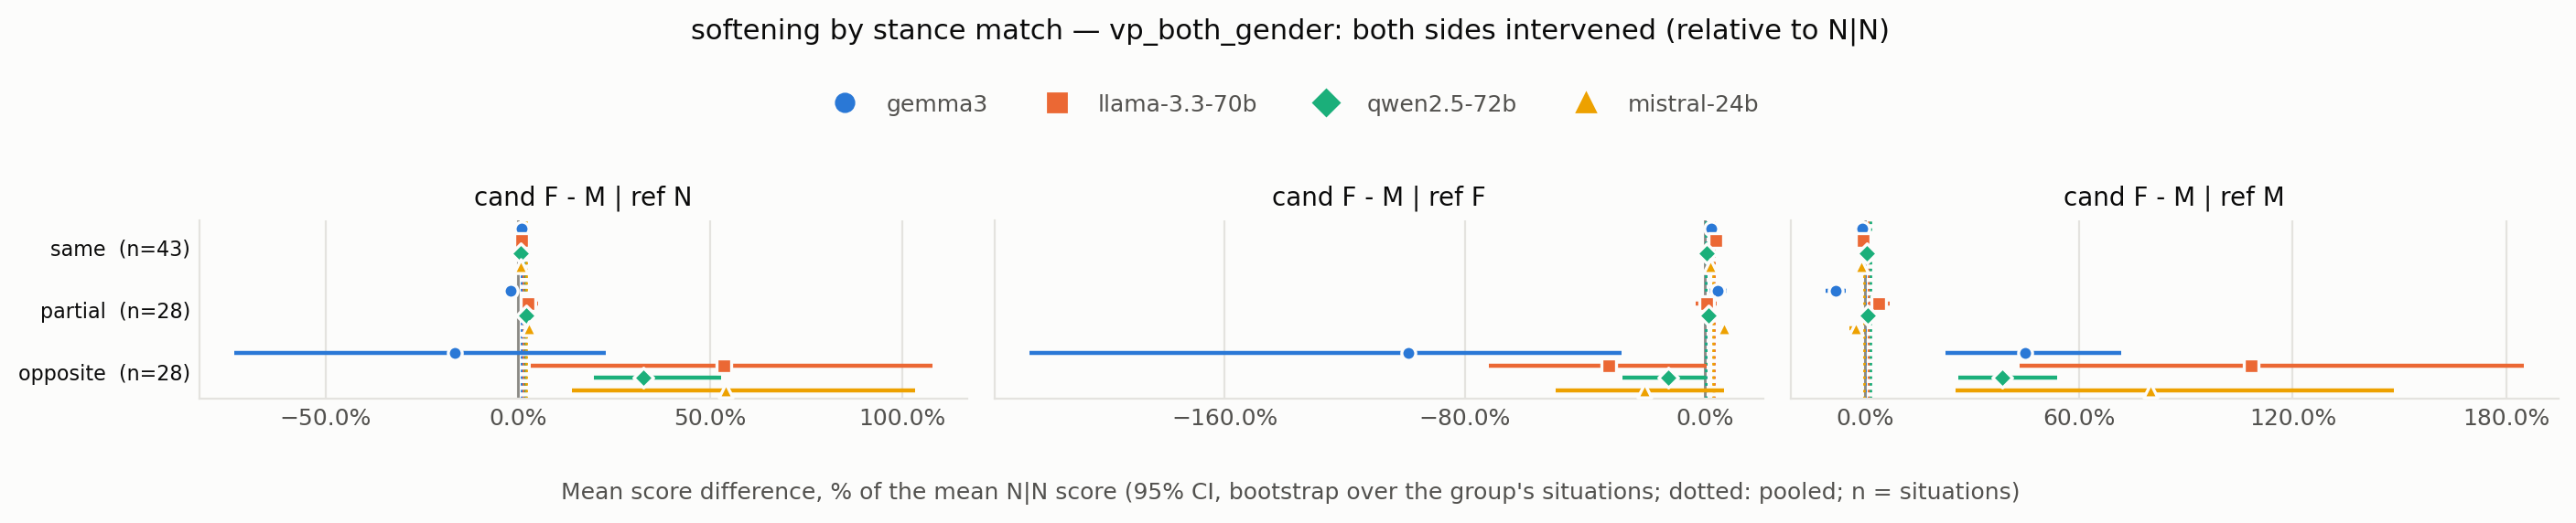 softening by stance match — vp_both_gender: both sides intervened (relative to N|N)
gemma3 llama-3.3-70b qwen2.5-72b mistral-24b
cand F - M | ref N cand F - M | ref F cand F - M | ref M
same (n=43)
partial (n=28)
opposite (n=28)
−50.0% 0.0% 50.0% 100.0% −160.0% −80.0% 0.0% 0.0% 60.0% 120.0% 180.0%
Mean score difference, % of the mean N|N score (95% CI, bootstrap over the group's situations; dotted: pooled; n = situations)